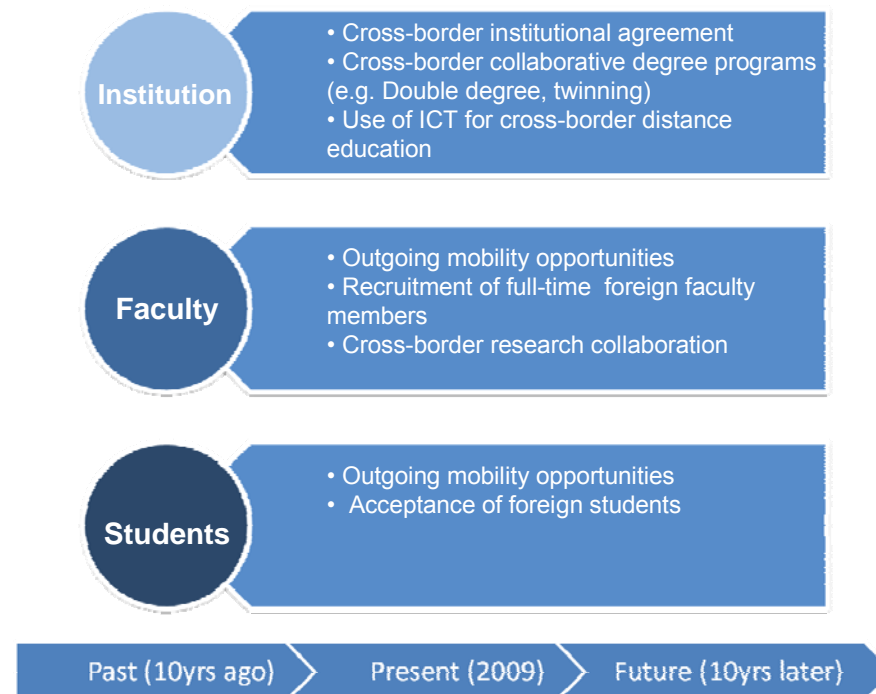 Institution
• Cross-border institutional agreement
• Cross-border collaborative degree programs
(e.g. Double degree, twinning)
• Use of ICT for cross-border distance
education
Faculty
• Outgoing mobility opportunities
• Recruitment of full-time foreign faculty
members
• Cross-border research collaboration
Students
• Outgoing mobility opportunities
• Acceptance of foreign students
Past (10yrs ago)
Present (2009)
Future (10yrs later)